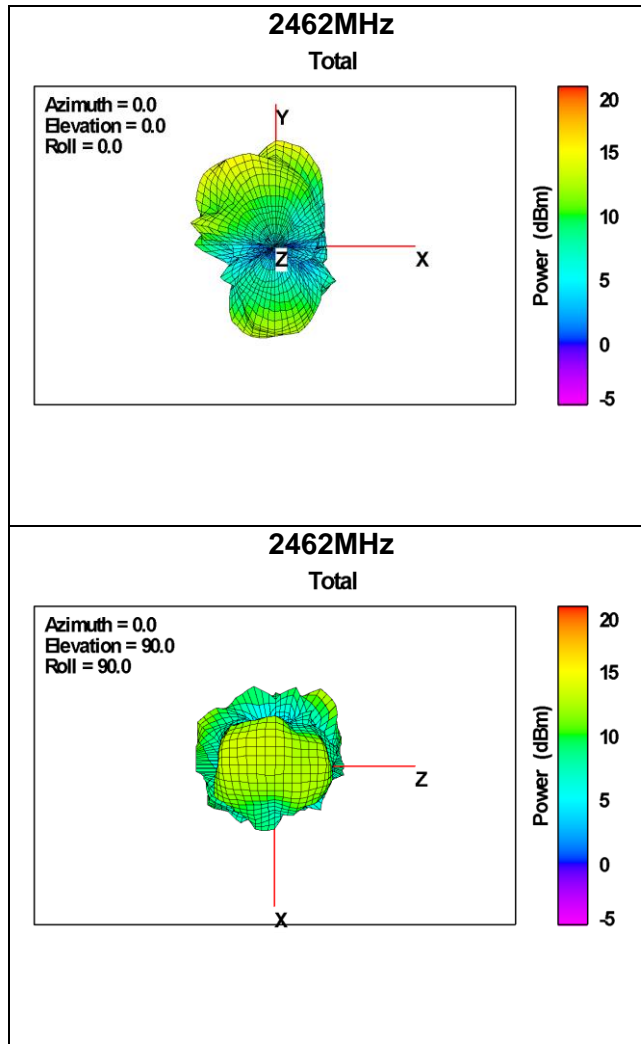 2462MHz
Total
Azimuth = 0.0
Elevation = 0.0
Roll = 0.0
Y
X
Z
Power (dBm)
20
15
10
5
0
-5
2462MHz
Total
Azimuth = 0.0
Elevation = 90.0
Roll = 90.0
Z
X
Power (dBm)
20
15
10
5
0
-5